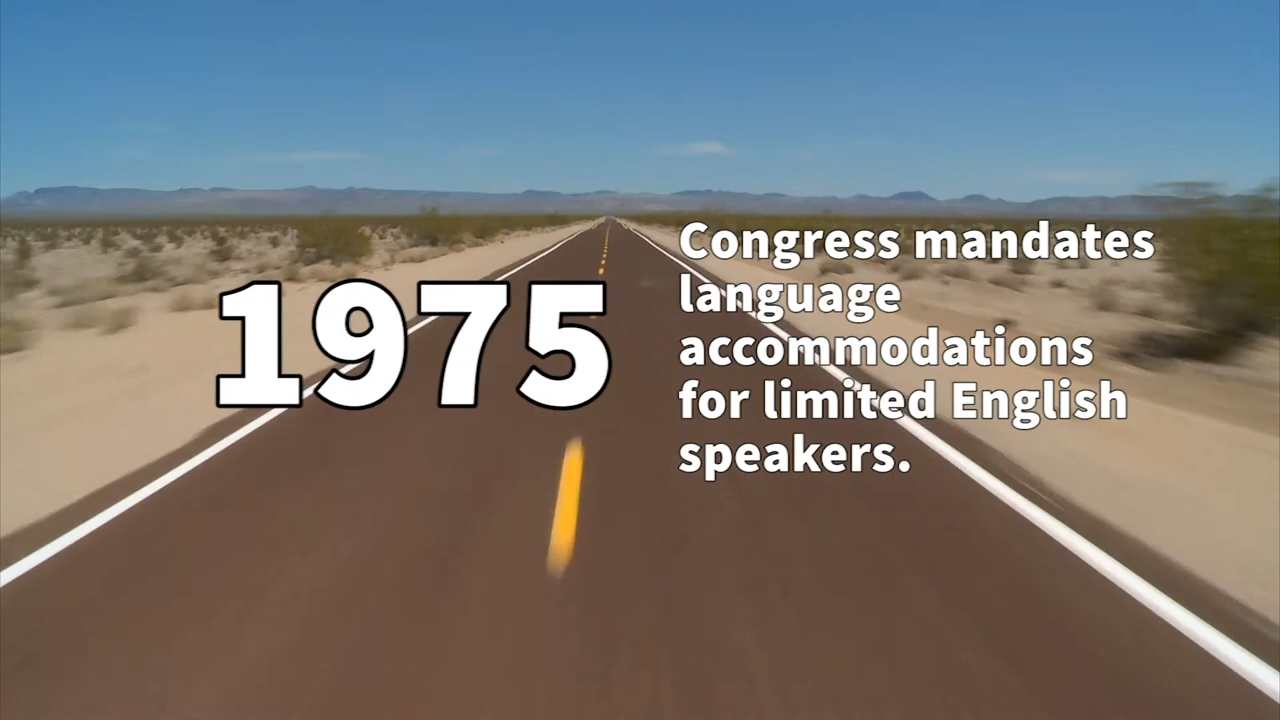 1975
Congress mandates
language
accommodations
for limited English
speakers.